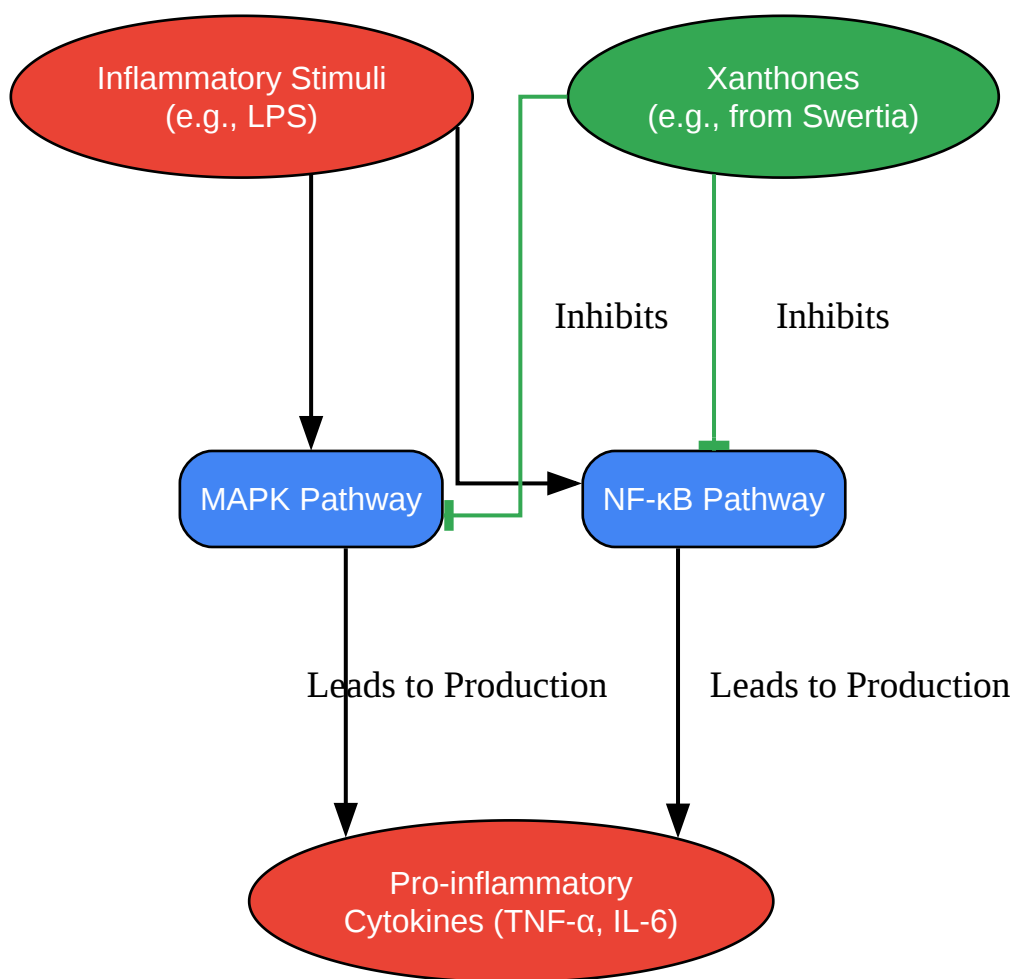 Inflammatory Stimuli
(e.g., LPS)
Xanthones
(e.g., from Swertia)
Inhibits
Inhibits
MAPK Pathway
NF-κB Pathway
Leads to Production
Leads to Production
Pro-inflammatory
Cytokines (TNF-α, IL-6)